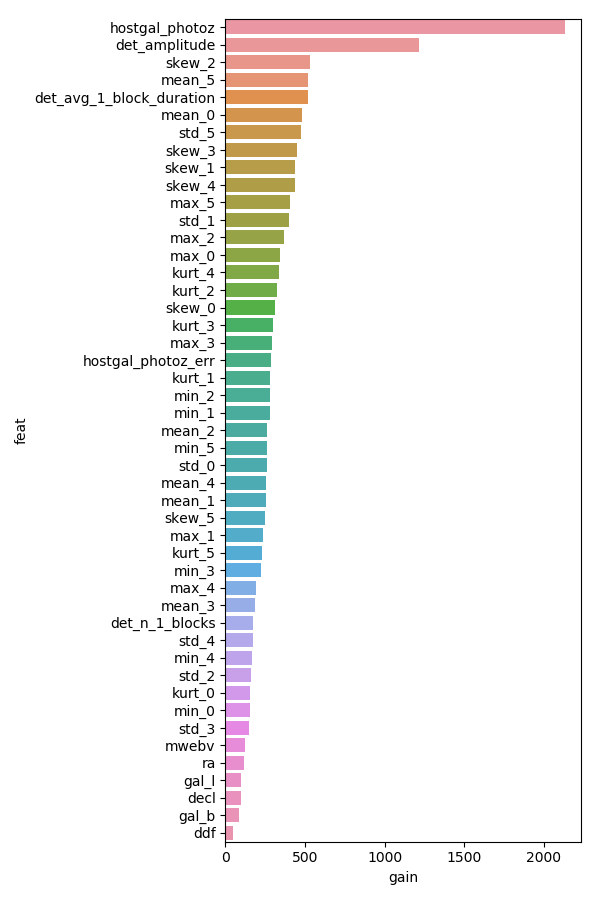 hostgal_photoz
det_amplitude
skew_2
mean_5
det_avg_1_block_duration
mean_0
std_5
skew_3
skew_1
skew_4
max_5
std_1
max_2
max_0
kurt_4
kurt_2
skew_0
kurt_3
max_3
hostgal_photoz_err
kurt_1
min_2
min_1
mean_2
min_5
std_0
mean_4
mean_1
skew_5
max_1
kurt_5
min_3
max_4
mean_3
det_n_1_blocks
std_4
min_4
std_2
kurt_0
min_0
std_3
mwebv
ra
gal_l
decl
gal_b
ddf
feat
0 500 1000 1500 2000
gain